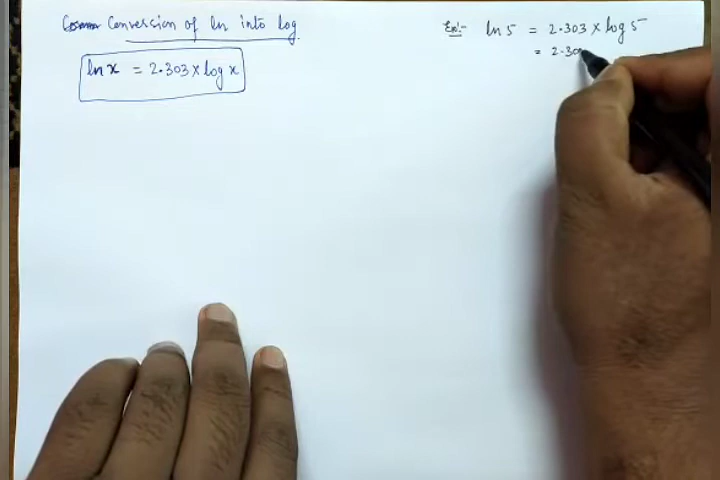 Conversion of ln into log
ln x = 2.303 × log x
Ex:- ln 5 = 2.303 × log 5
= 2.30